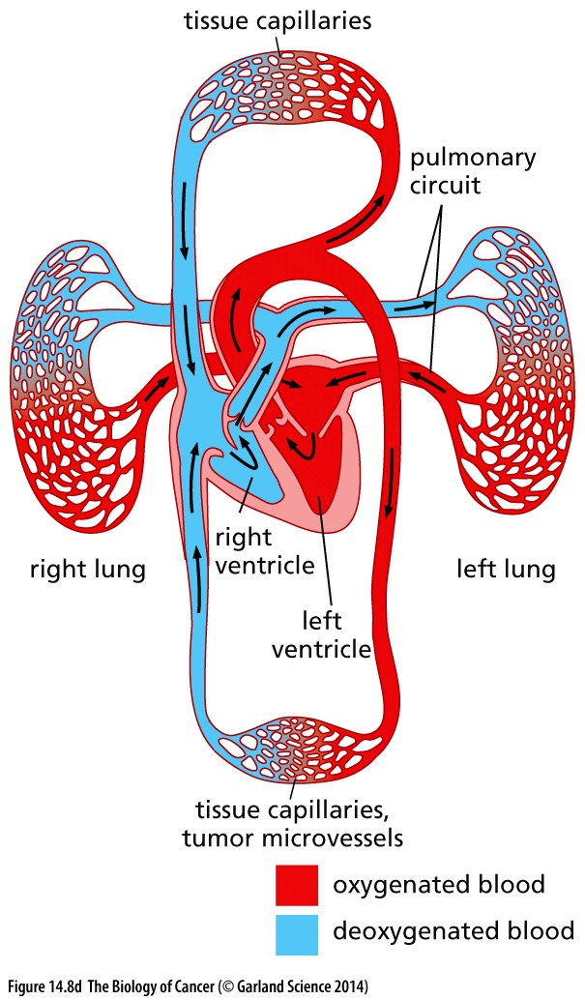 tissue capillaries
pulmonary
circuit
right
ventricle
right lung
left lung
left
ventricle
tissue capillaries,
tumor microvessels
oxygenated blood
deoxygenated blood
Figure 14.8d The Biology of Cancer (© Garland Science 2014)